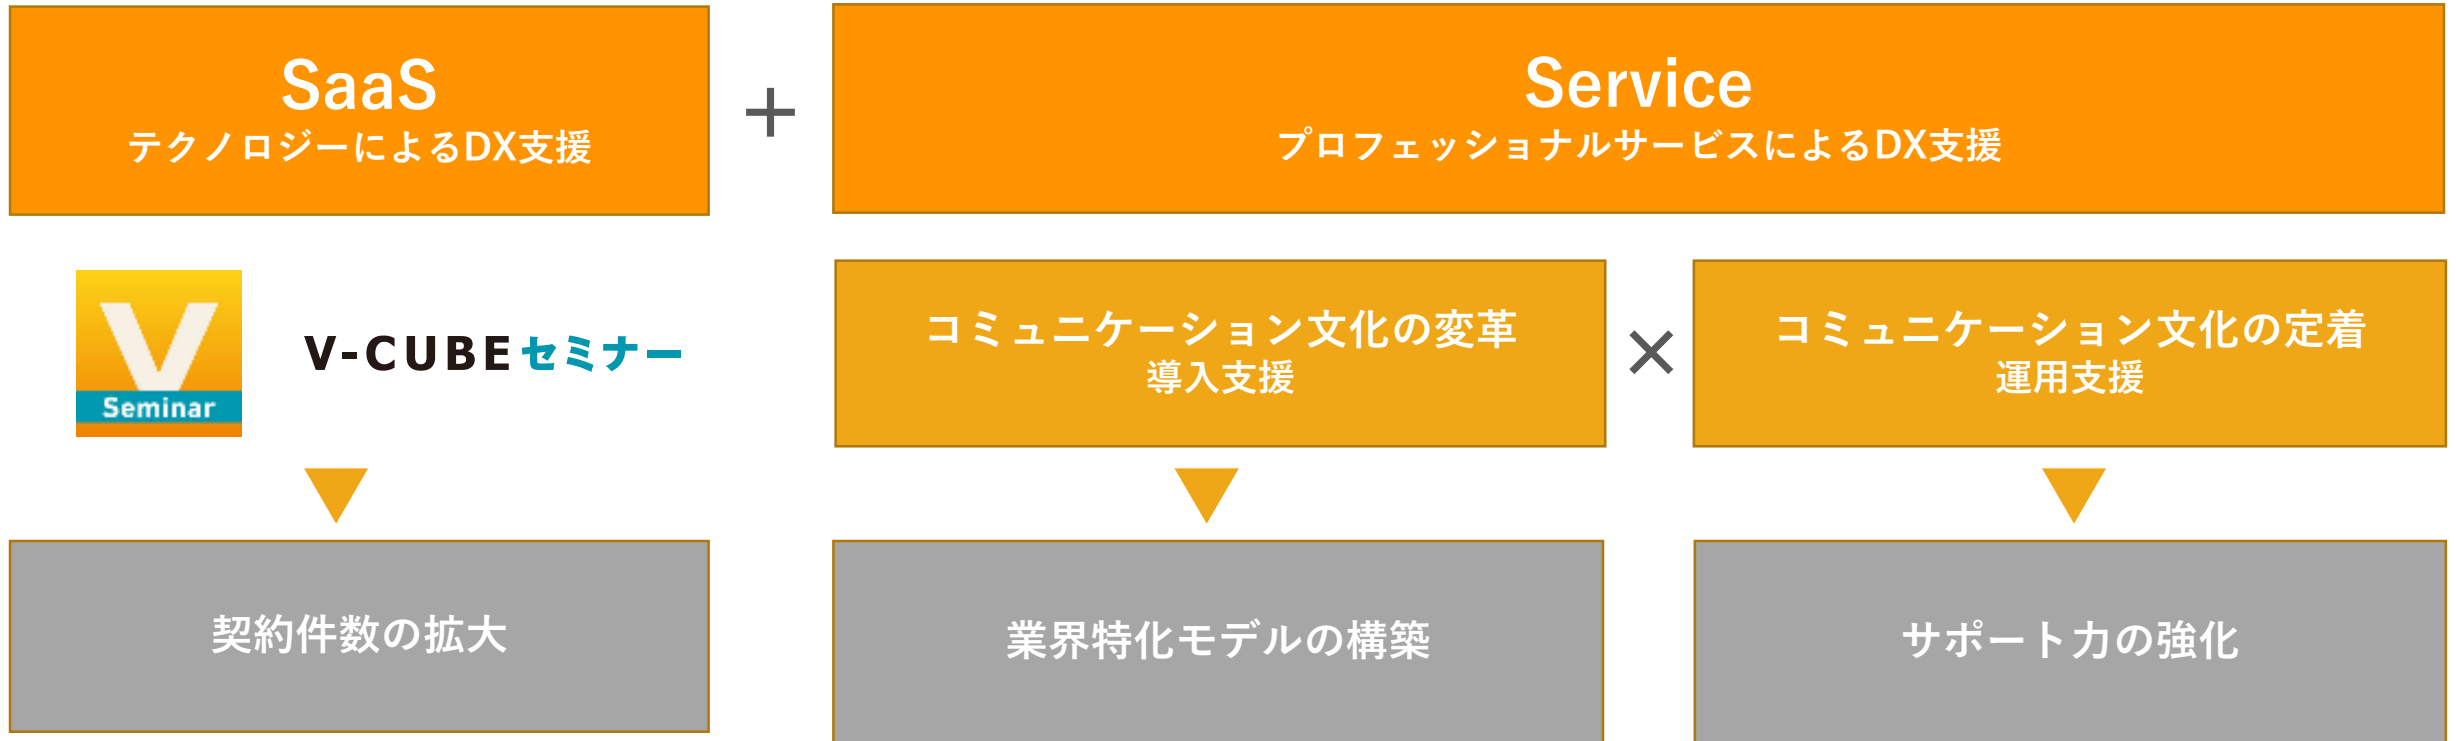 SaaS
テクノロジーによるDX支援
+
Service
プロフェッショナルサービスによるDX支援
Seminar
V-CUBEセミナー
コミュニケーション文化の変革
導入支援
×
コミュニケーション文化の定着
運用支援
契約件数の拡大
業界特化モデルの構築
サポート力の強化